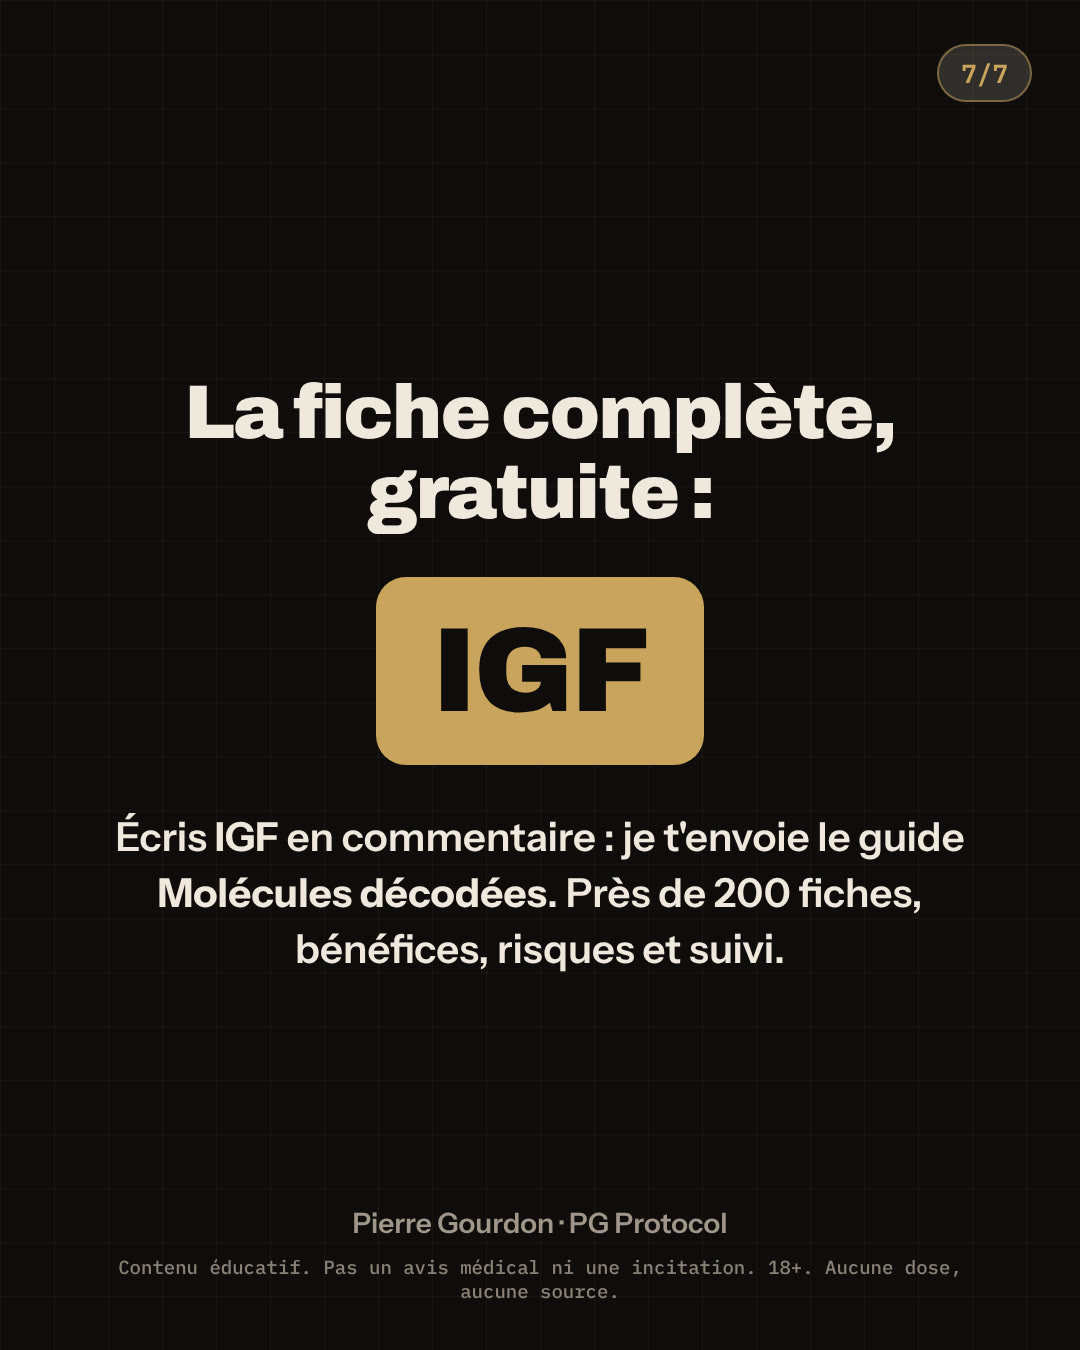 7/7
La fiche complète,
gratuite :
IGF
Écris IGF en commentaire : je t'envoie le guide
Molécules décodées. Près de 200 fiches,
bénéfices, risques et suivi.
Pierre Gourdon · PG Protocol
Contenu éducatif. Pas un avis médical ni une incitation. 18+. Aucune dose,
aucune source.